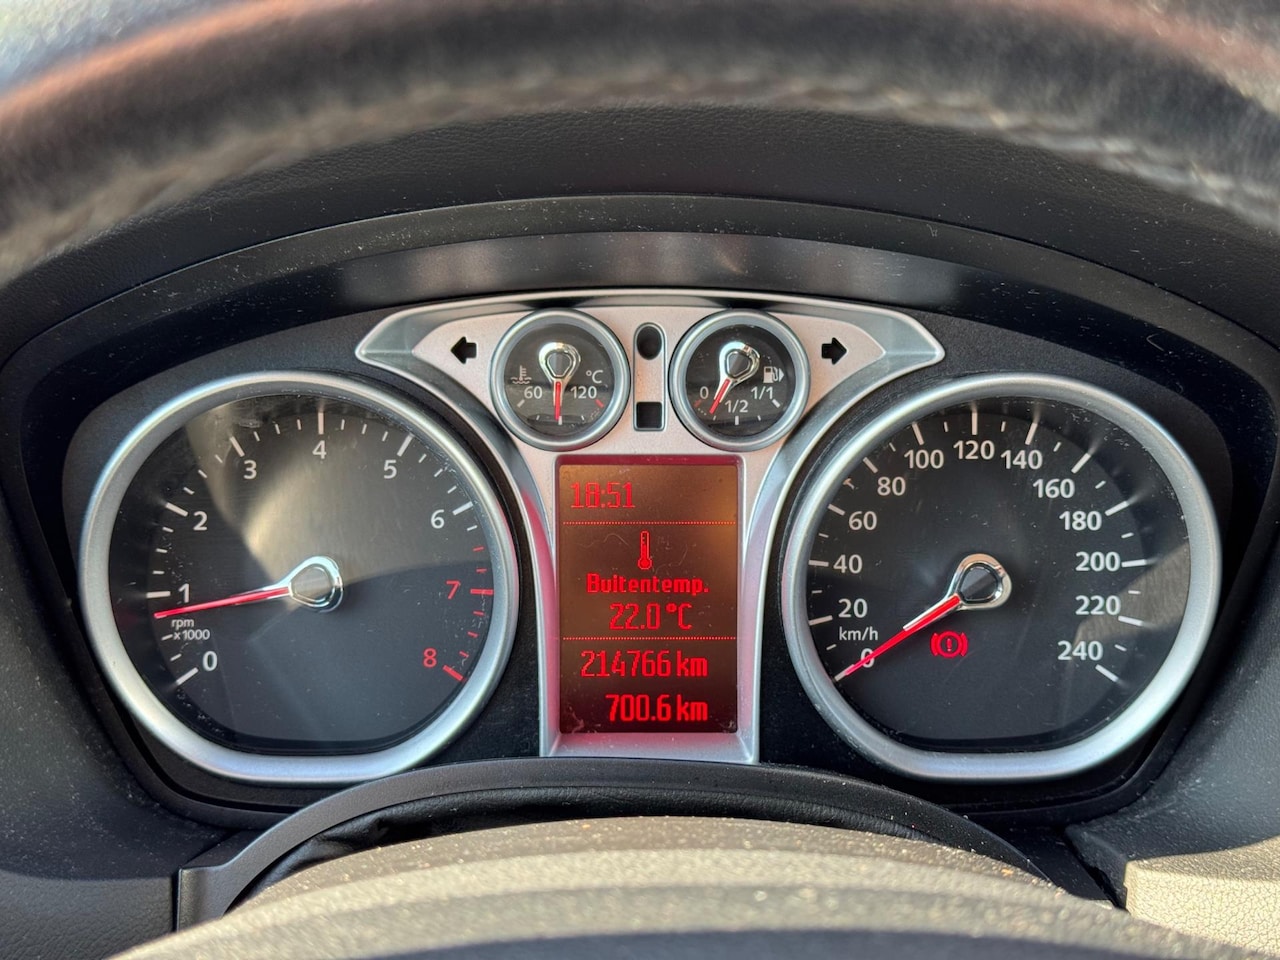 60 120 °C
0 1/2 1/1
0 1 2 3 4 5 6 7 8
rpm
x1000
18:51
Buitentemp.
22.0 °C
214766 km
700.6 km
0 20 40 60 80 100 120 140 160 180 200 220 240
km/h